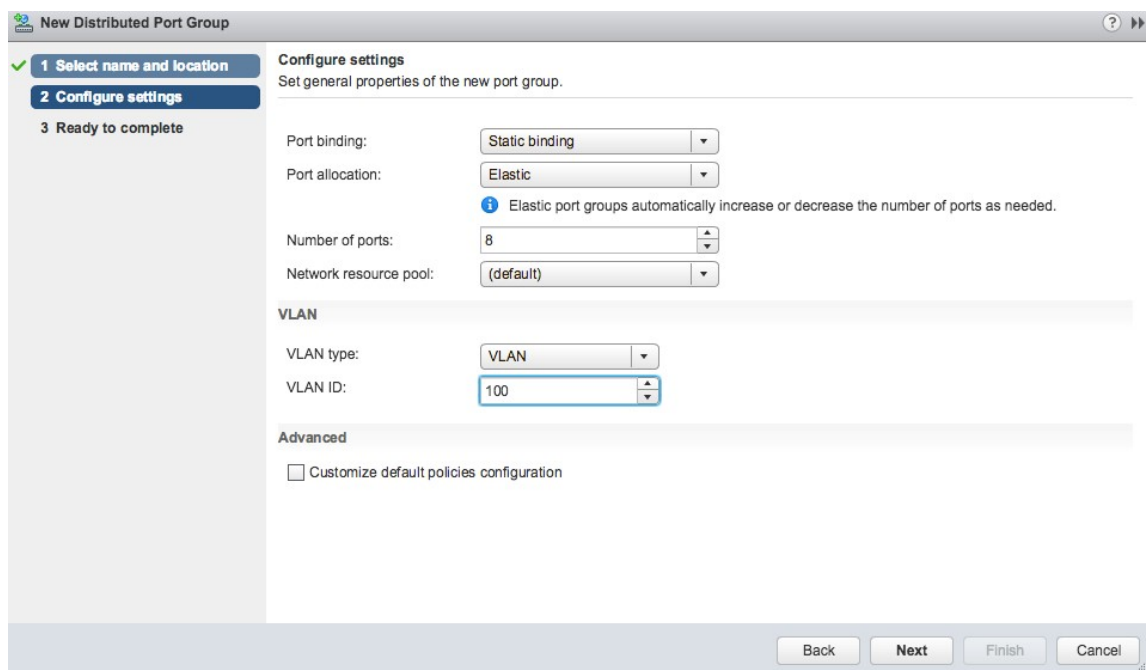 New Distributed Port Group
?
1 Select name and location
2 Configure settings
3 Ready to complete
Configure settings
Set general properties of the new port group.
Port binding: Static binding
Port allocation: Elastic
Elastic port groups automatically increase or decrease the number of ports as needed.
Number of ports: 8
Network resource pool: (default)
VLAN
VLAN type: VLAN
VLAN ID: 100
Advanced
Customize default policies configuration
Back Next Finish Cancel